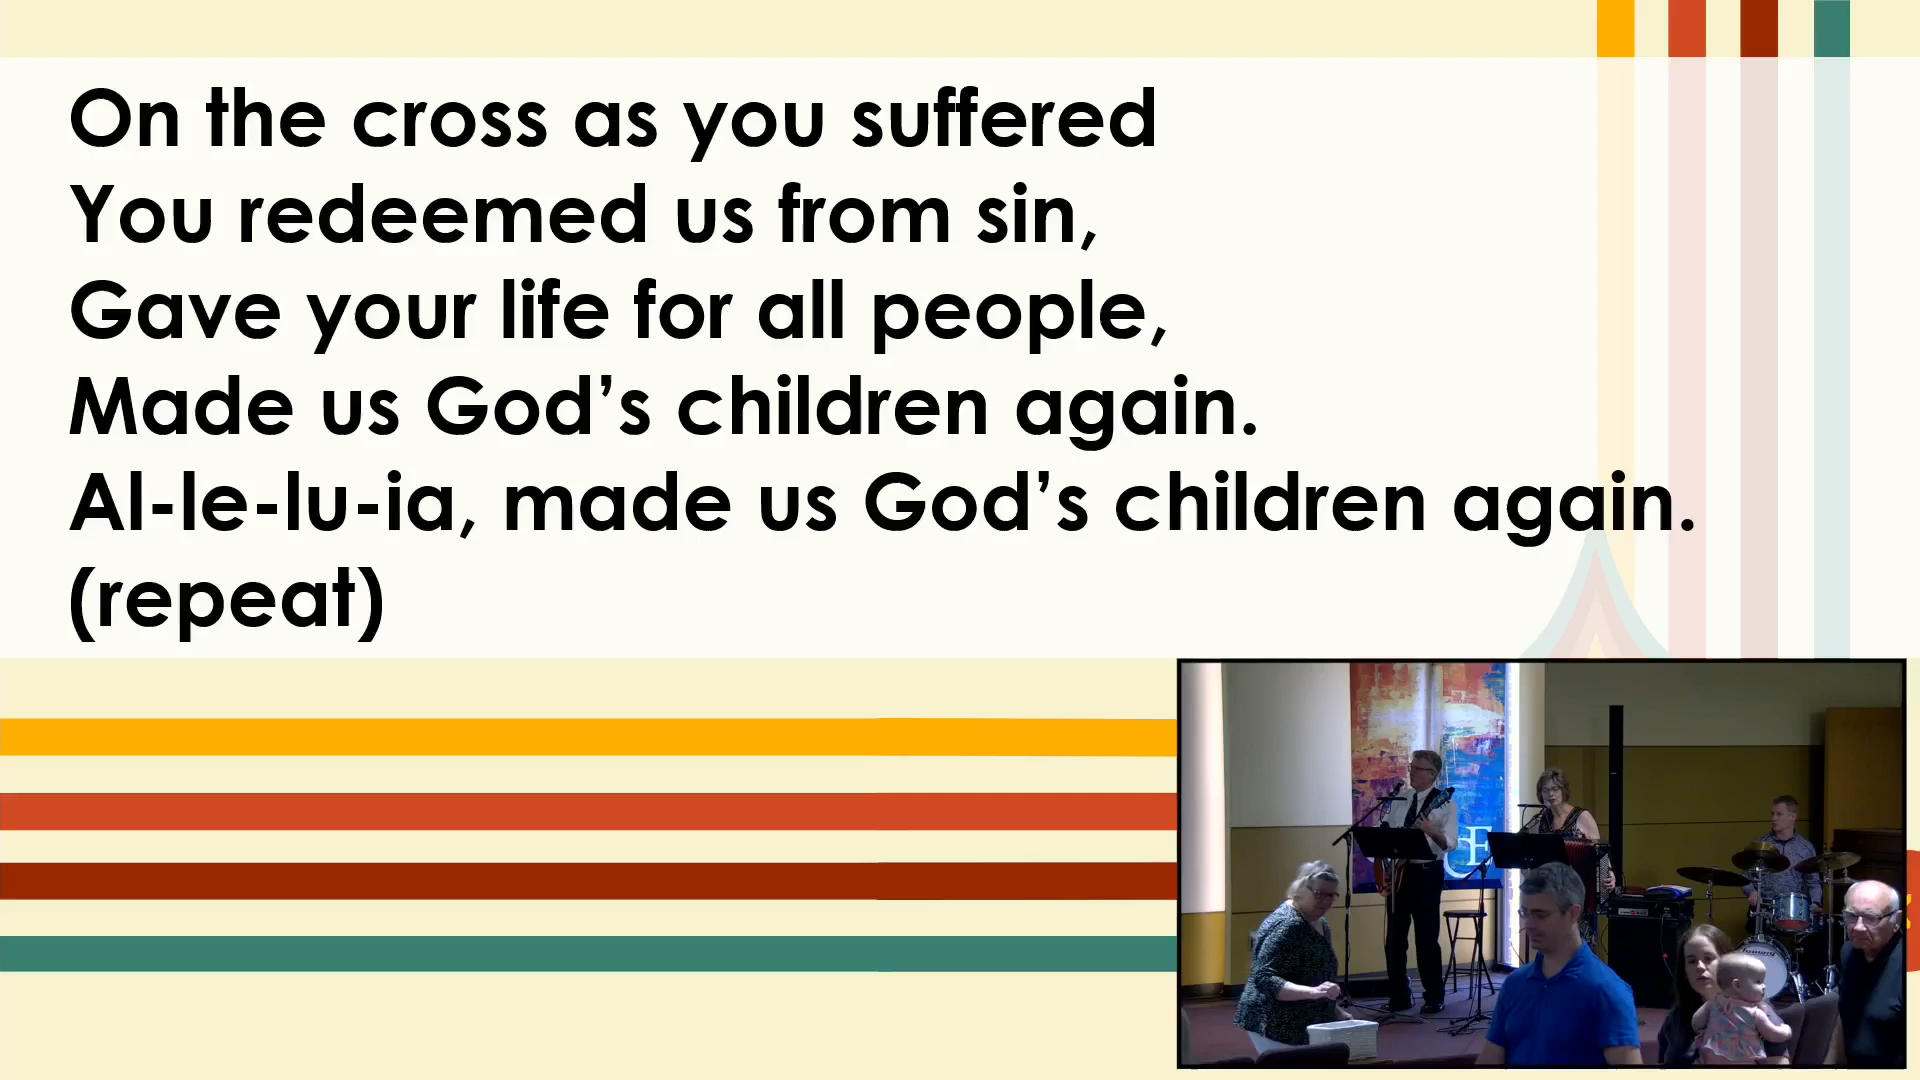 On the cross as you suffered
You redeemed us from sin,
Gave your life for all people,
Made us God’s children again.
Al-le-lu-ia, made us God’s children again.
(repeat)